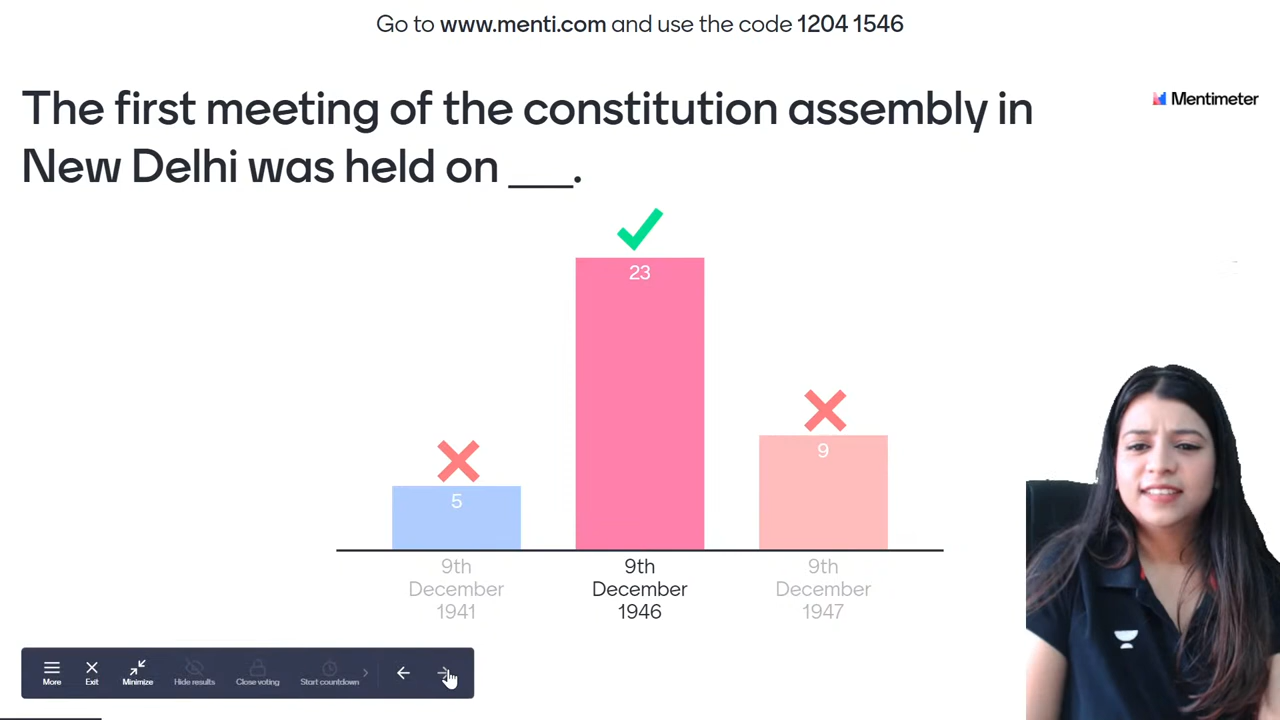 Go to www.menti.com and use the code 1204 1546
The first meeting of the constitution assembly in
New Delhi was held on ___.
Mentimeter
23
9
5
9th
December
1941
9th
December
1946
9th
December
1947
More
Exit
Minimize
Hide results
Close voting
Start countdown